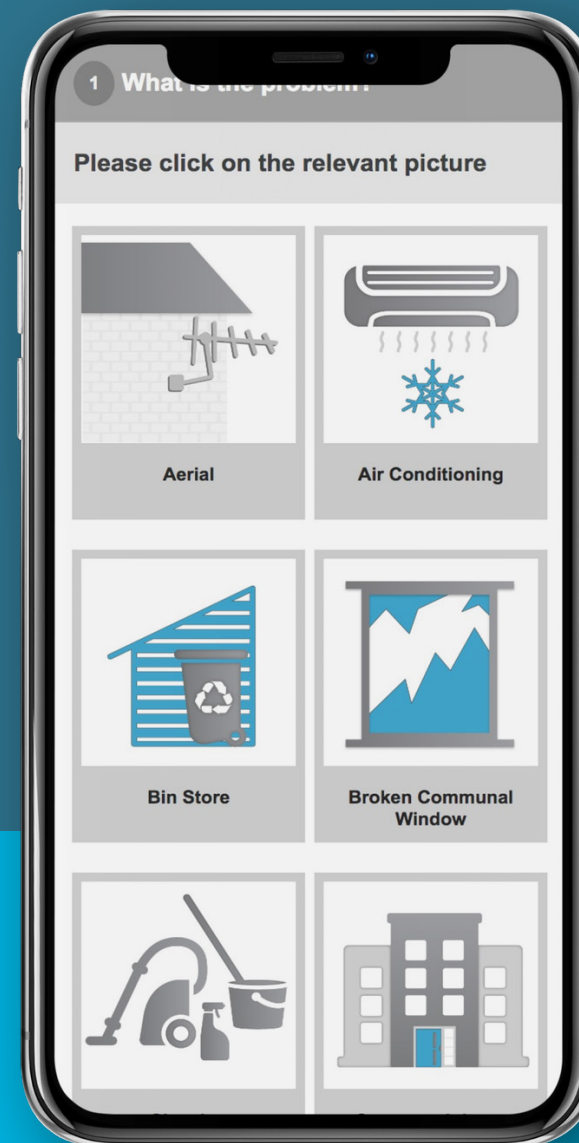 1 What is the problem?
Please click on the relevant picture
Aerial
Air Conditioning
Bin Store
Broken Communal
Window